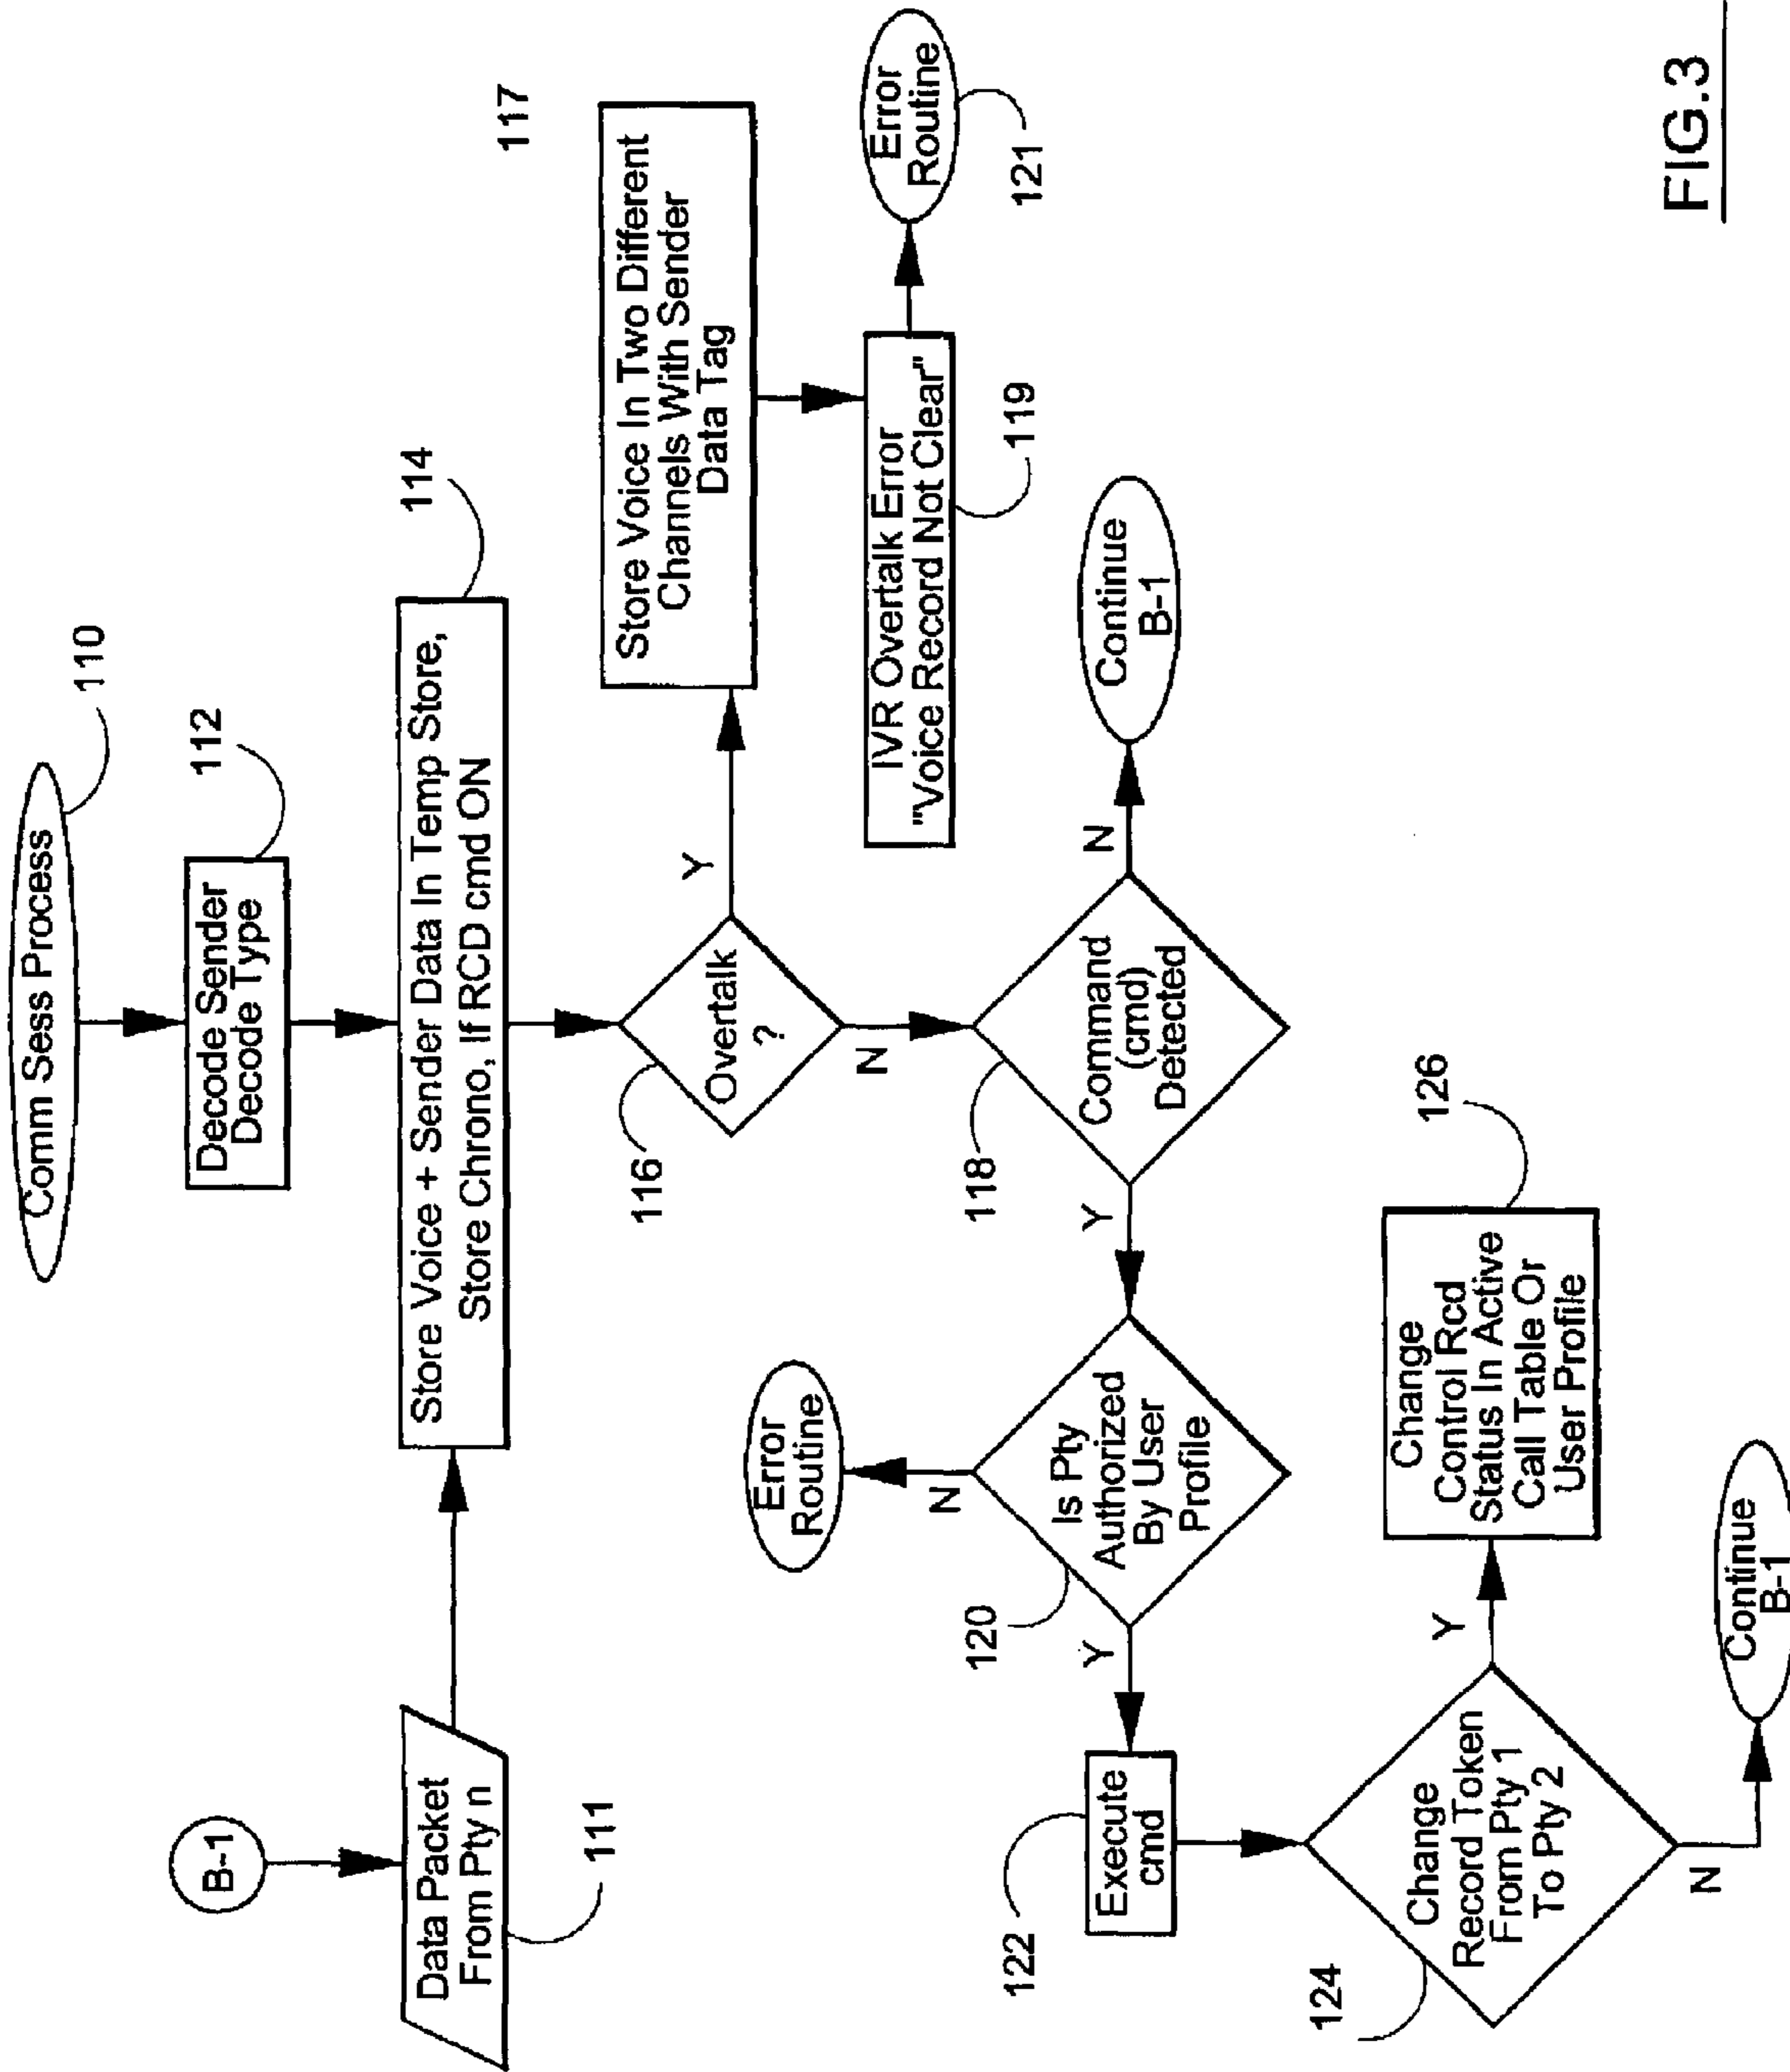 Comm Sess Process
110
Decode Sender
Decode Type
112
B-1
Data Packet
From Pty n
111
Store Voice + Sender Data In Temp Store,
Store Chrono, If RCD cmd ON
114
Overtalk
?
116
Y
N
Store Voice In Two Different
Channels With Sender
Data Tag
117
IVR Overtalk Error
"Voice Record Not Clear"
119
Error
Routine
121
Command
(cmd)
Detected
118
N
Continue
B-1
Y
Is Pty
Authorized
By User
Profile
120
N
Error
Routine
Y
Execute
cmd
122
Change
Record Token
From Pty 1
To Pty 2
124
Y
Change
Control Rcd
Status In Active
Call Table Or
User Profile
126
N
Continue
B-1
FIG.3